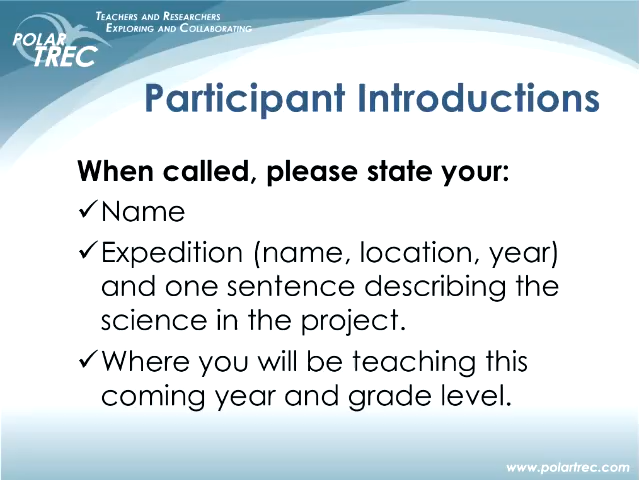 TEACHERS AND RESEARCHERS
EXPLORING AND COLLABORATING
POLAR
TREC
Participant Introductions
When called, please state your:
✓Name
✓Expedition (name, location, year)
and one sentence describing the
science in the project.
✓Where you will be teaching this
coming year and grade level.
www.polartrec.com